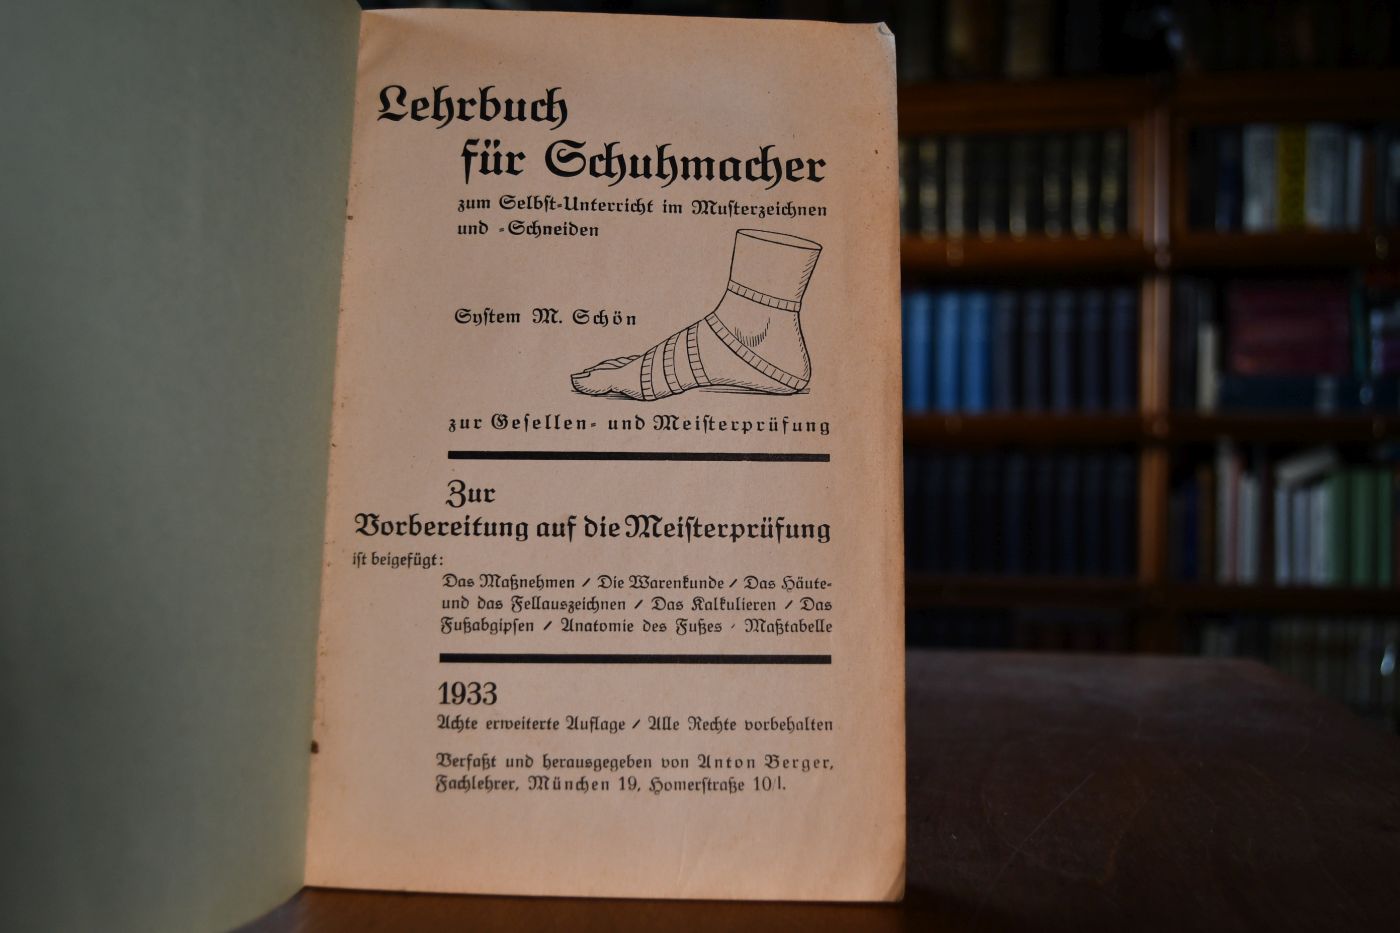 Lehrbuch
für Schuhmacher
zum Selbst-Unterricht im Musterzeichnen
und -Schneiden
System M. Schön
zur Gesellen- und Meisterprüfung
Zur
Vorbereitung auf die Meisterprüfung
ist beigefügt:
Das Maßnehmen / Die Warenkunde / Das Häute-
und das Fellauszeichnen / Das Kalkulieren / Das
Fußabgipsen / Anatomie des Fußes / Maßtabelle
1933
Achte erweiterte Auflage / Alle Rechte vorbehalten
Verfaßt und herausgegeben von Anton Berger,
Fachlehrer, München 19, Homerstraße 10/I.